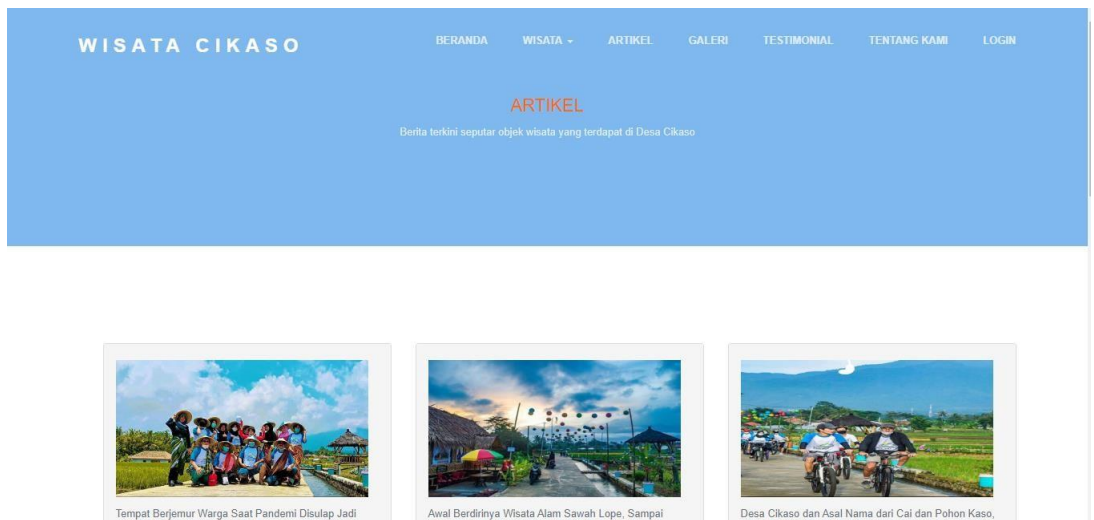 WISATA CIKASO
BERANDA WISATA ARTIKEL GALERI TESTIMONIAL TENTANG KAMI LOGIN
ARTIKEL
Berita terkini seputar objek wisata yang terdapat di Desa Cikaso
Tempat Berjemur Warga Saat Pandemi Disulap Jadi
Awal Berdirinya Wisata Alam Sawah Lope, Sampai
Desa Cikaso dan Asal Nama dari Cai dan Pohon Kaso,